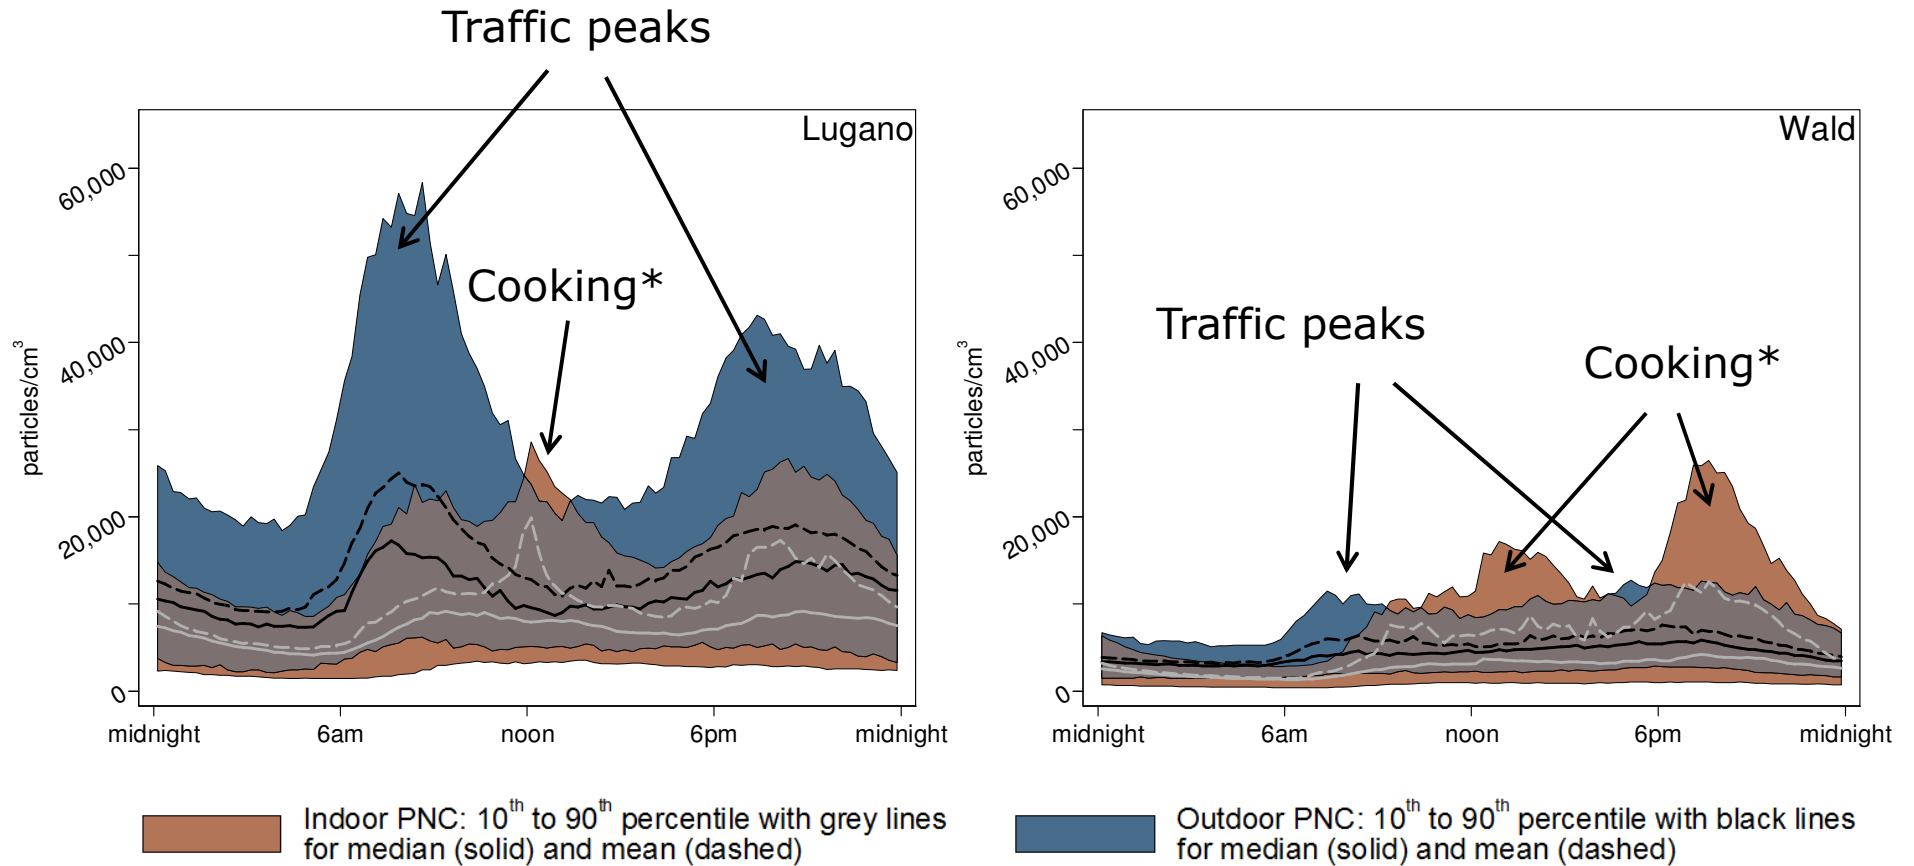 Traffic peaks
Lugano
60,000
40,000
20,000
0
particles/cm³
Cooking*
midnight 6am noon 6pm midnight
Wald
60,000
40,000
20,000
0
particles/cm³
Traffic peaks
Cooking*
midnight 6am noon 6pm midnight
Indoor PNC: 10th to 90th percentile with grey lines
for median (solid) and mean (dashed)
Outdoor PNC: 10th to 90th percentile with black lines
for median (solid) and mean (dashed)